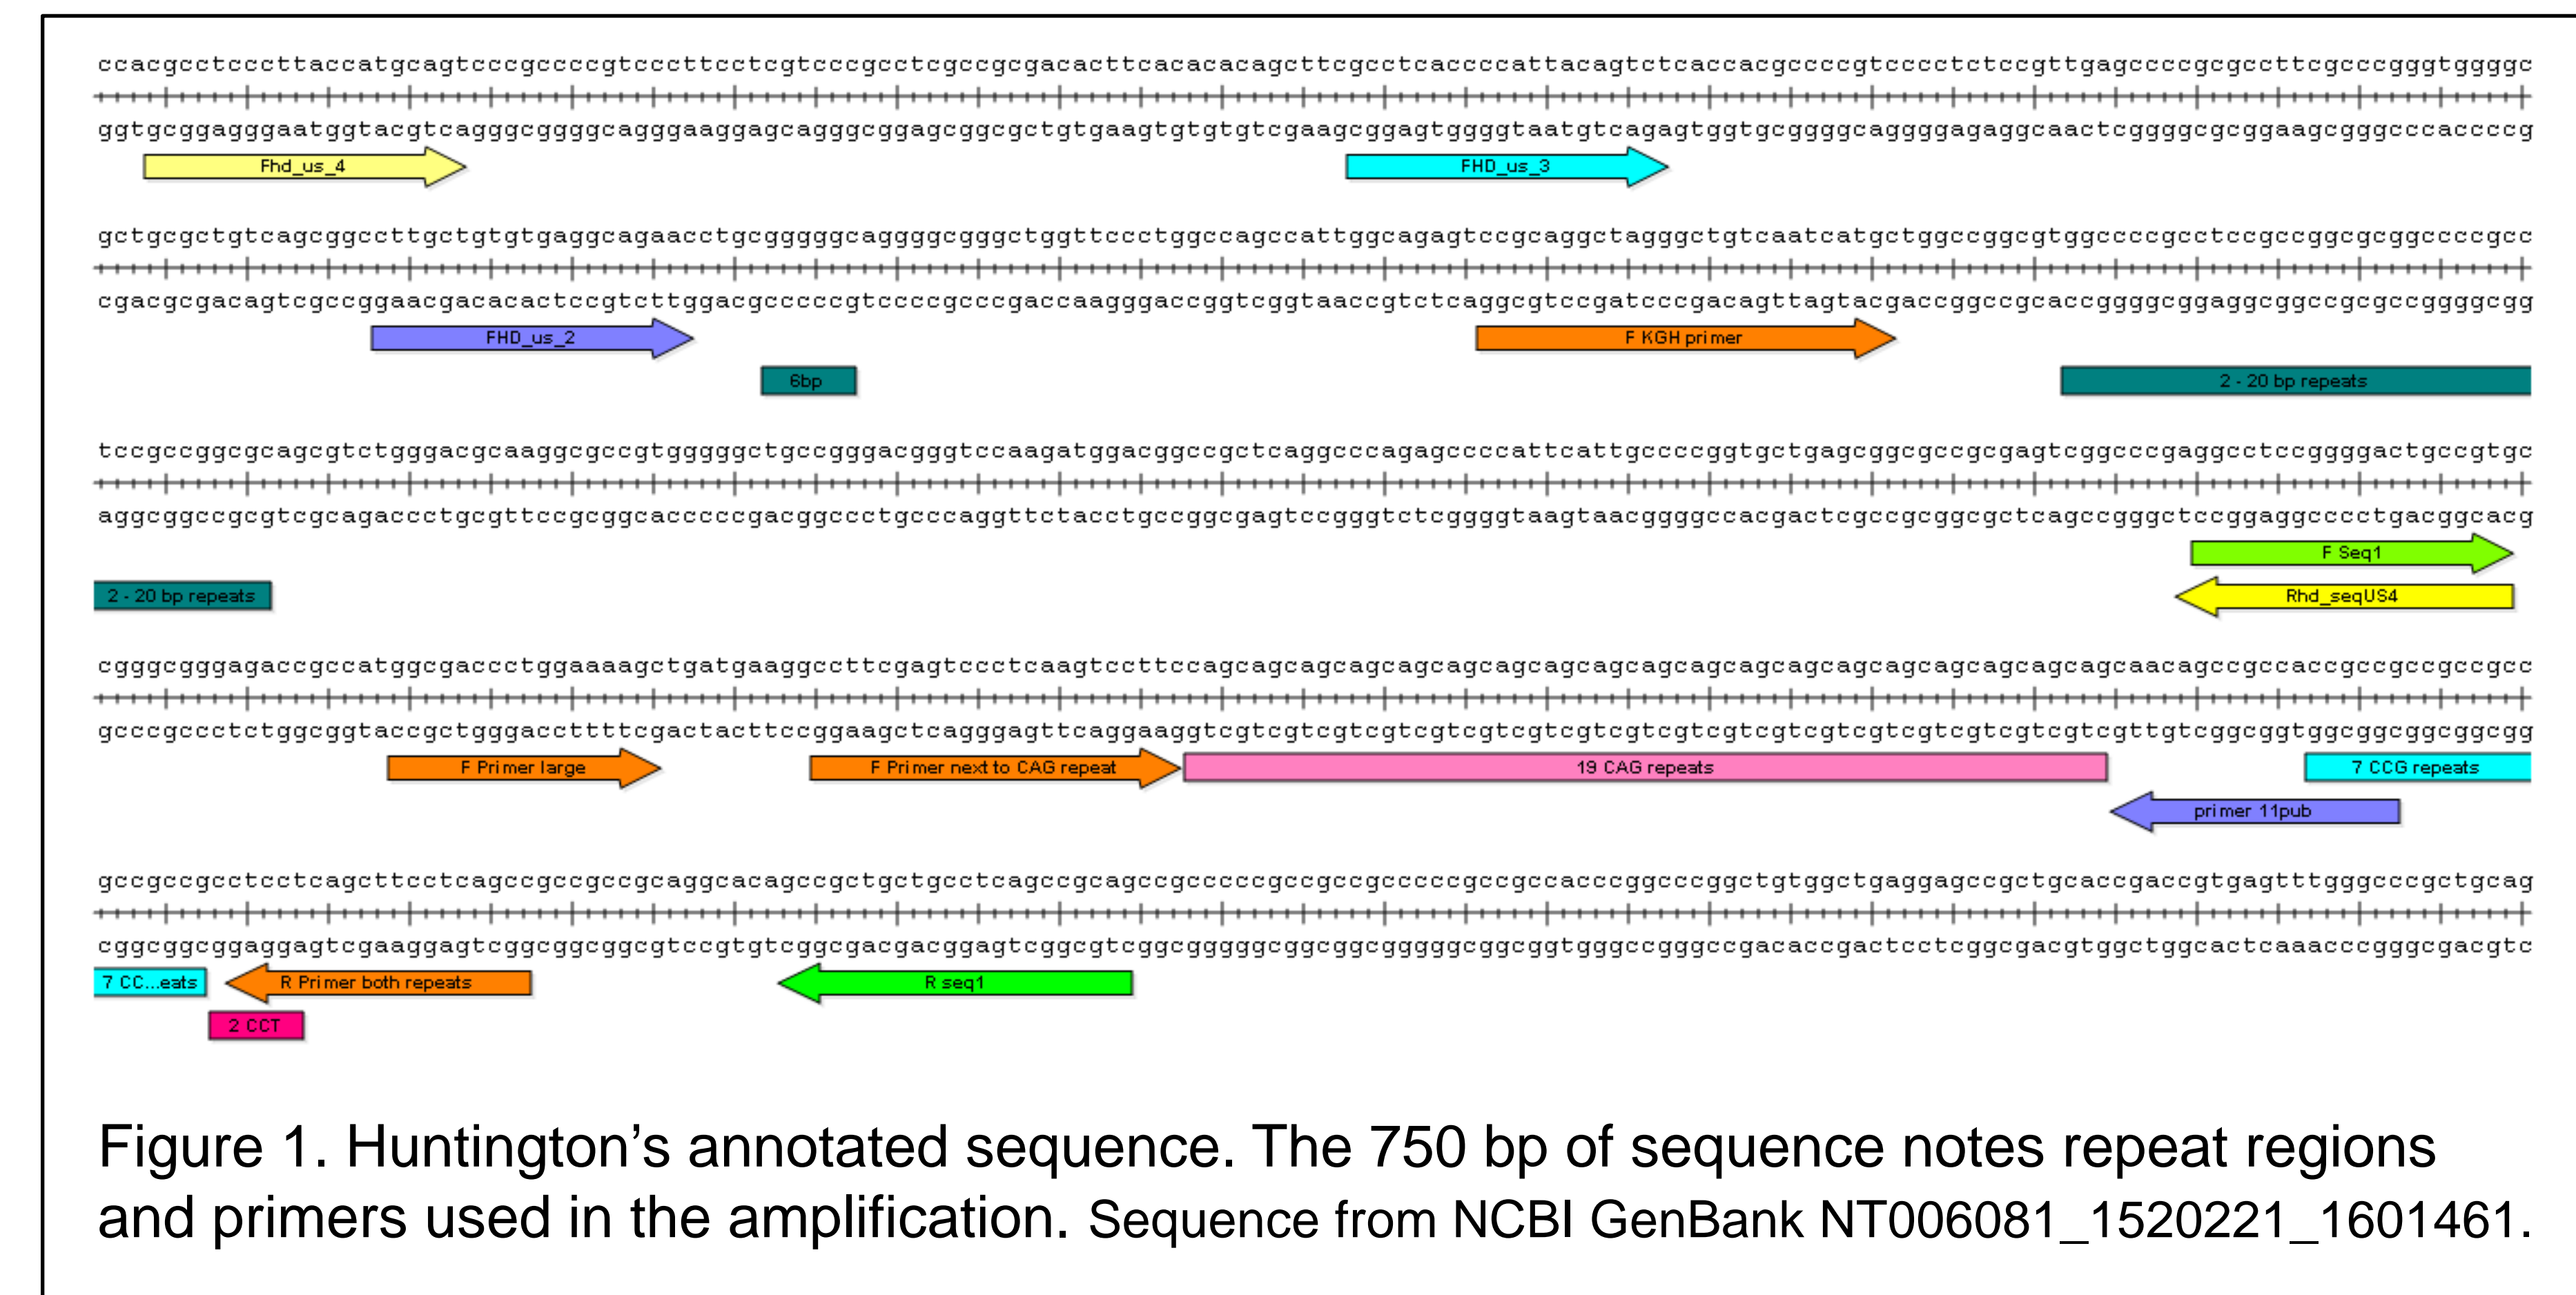 ccacgcctcccttaccatgcagtcccgccccgtcccttcctcgtcccgcctcgccgcgacacttcacacacagcttcgcctcaccccattacagtctcaccacgccccgtcccctctccgttgagccccgcgccttcgcccgggtggggc
ggtgcggagggaatggtacgtcagggcggggcagggaaggagcagggcggagcggcgctgtgaagtgtgtgtcgaagcggagtggggtaatgtcagagtggtgcggggcaggggagaggcaactcggggcgcggaagcgggcccaccccg
Fhd_us_4 FHD_us_3
gctgcgctgtcagcggccttgctgtgtgaggcagaacctgcgggggcaggggcgggctggttccctggccagccattggcagagtccgcaggctagggctgtcaatcatgctggccggcgtggccccgcctccgccggcgcggccccgcc
cgacgcgacagtcgccggaacgacacactccgtcttggacgcccccgtccccgcccgaccaagggaccggtcggtaaccgtctcaggcgtccgatcccgacagttagtacgaccggccgcaccggggcggaggcggccgcgccggggcgg
FHD_us_2 F KGH primer
6bp 2 - 20 bp repeats
tccgccggcgcagcgtctgggacgcaaggcgccgtgggggctgccgggacgggtccaagatggacggccgctcaggcccagagccccattcattgccccggtgctgagcggcgccgcgagtcggcccgaggcctccggggactgccgtgc
aggcggccgcgtcgcagaccctgcgttccgcggcacccccgacggccctgcccaggttctacctgccggcgagtccgggtctcggggtaagtaacggggccacgactcgccgcggcgctcagccgggctccggaggcccctgacggcacg
F Seq1
2 - 20 bp repeats Rhd_seqUS4
cgggcgggagaccgccatggcgaccctggaaaagctgatgaaggccttcgagtccctcaagtccttccagcagcagcagcagcagcagcagcagcagcagcagcagcagcagcagcagcagcagcaacagccgccaccgccgccgccgcc
gcccgccctctggcggtaccgctgggaccttttcgactacttccggaagctcagggagttcaggaaggtcgtcgtcgtcgtcgtcgtcgtcgtcgtcgtcgtcgtcgtcgtcgtcgtcgtcgtcgttgtcggcggtggcggcggcggcgg
F Primer large F Primer next to CAG repeat 19 CAG repeats 7 CCG repeats
primer 11pub
gccgccgcctcctcagcttcctcagccgccgccgcaggcacagccgctgctgcctcagccgcagccgcccccgccgccgcccccgccgccacccggcccggctgtggctgaggagccgctgcaccgaccgtgagtttgggcccgctgcag
cggcggcggaggagtcgaaggagtcggcggcggcgtccgtgtcggcgacgacggagtcggcgtcggcgggggcggcggcgggggcggcggtgggccgggccgacaccgactcctcggcgacgtggctggcactcaaacccgggcgacgtc
7 CC...eats R Primer both repeats R seq1
2 CCT
Figure 1. Huntington’s annotated sequence. The 750 bp of sequence notes repeat regions
and primers used in the amplification. Sequence from NCBI GenBank NT006081_1520221_1601461.